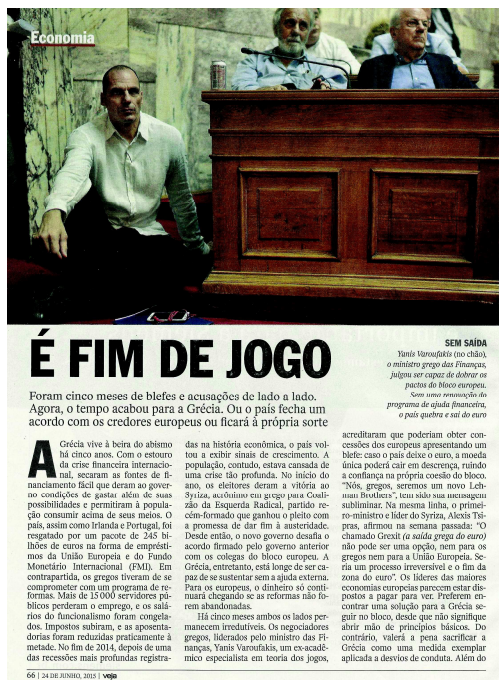 Economia
É FIM DE JOGO
Foram cinco meses de blefes e acusações de lado a lado.
Agora, o tempo acabou para a Grécia. Ou o país fecha um
acordo com os credores europeus ou ficará à própria sorte
SEM SAÍDA
Yanis Varoufakis (no chão),
o ministro grego das Finanças,
julgou ser capaz de dobrar os
pactos do bloco europeu.
Sem uma renovação do
programa de ajuda financeira,
o país quebra e sai do euro
A Grécia vive à beira do abismo
há cinco anos. Com o estouro
da crise financeira internacio-
nal, secaram as fontes de fi-
nanciamento fácil que deram ao gover-
no condições de gastar além de suas
possibilidades e permitiram à popula-
ção consumir acima de seus meios. O
país, assim como Irlanda e Portugal, foi
resgatado por um pacote de 245 bi-
lhões de euros na forma de emprésti-
mos da União Europeia e do Fundo
Monetário Internacional (FMI). Em
contrapartida, os gregos tiveram de se
comprometer com um programa de re-
formas. Mais de 15 000 servidores pú-
blicos perderam o emprego, e os salá-
rios do funcionalismo foram congela-
dos. Impostos subiram, e as aposenta-
dorias foram reduzidas praticamente à
metade. No fim de 2014, depois de uma
das recessões mais profundas registra-
das na história econômica, o país vol-
tou a exibir sinais de crescimento. A
população, contudo, estava cansada de
uma crise tão profunda. No início do
ano, os eleitores deram a vitória ao
Syriza, acrônimo em grego para Coali-
zão da Esquerda Radical, partido re-
cém-formado que ganhou o pleito com
a promessa de dar fim à austeridade.
Desde então, o novo governo desafia o
acordo firmado pelo governo anterior
com os colegas do bloco europeu. A
Grécia, entretanto, está longe de ser ca-
paz de se sustentar sem a ajuda externa.
Para os europeus, o dinheiro só conti-
nuará chegando se as reformas não fo-
rem abandonadas.
Há cinco meses ambos os lados per-
manecem irredutíveis. Os negociadores
gregos, liderados pelo ministro das Fi-
nanças, Yanis Varoufakis, um ex-acadê-
mico especialista em teoria dos jogos,
acreditaram que poderiam obter con-
cessões dos europeus apresentando um
blefe: caso o país deixe o euro, a moeda
única poderá cair em descrença, ruindo
a confiança na própria coesão do bloco.
"Nós, gregos, seremos um novo Leh-
man Brothers", tem sido sua mensagem
subliminar. Na mesma linha, o primei-
ro-ministro e líder do Syriza, Alexis Tsi-
pras, afirmou na semana passada: "O
chamado Grexit (a saída grega do euro)
não pode ser uma opção, nem para os
gregos nem para a União Europeia. Se-
ria um processo irreversível e o fim da
zona do euro". Os líderes das maiores
economias europeias parecem estar dis-
postos a pagar para ver. Preferem en-
contrar uma solução para a Grécia se-
guir no bloco, desde que não signifique
abrir mão de princípios básicos. Do
contrário, valerá a pena sacrificar a
Grécia como uma medida exemplar
aplicada a desvios de conduta. Além do
66 | 24 DE JUNHO, 2015 | veja